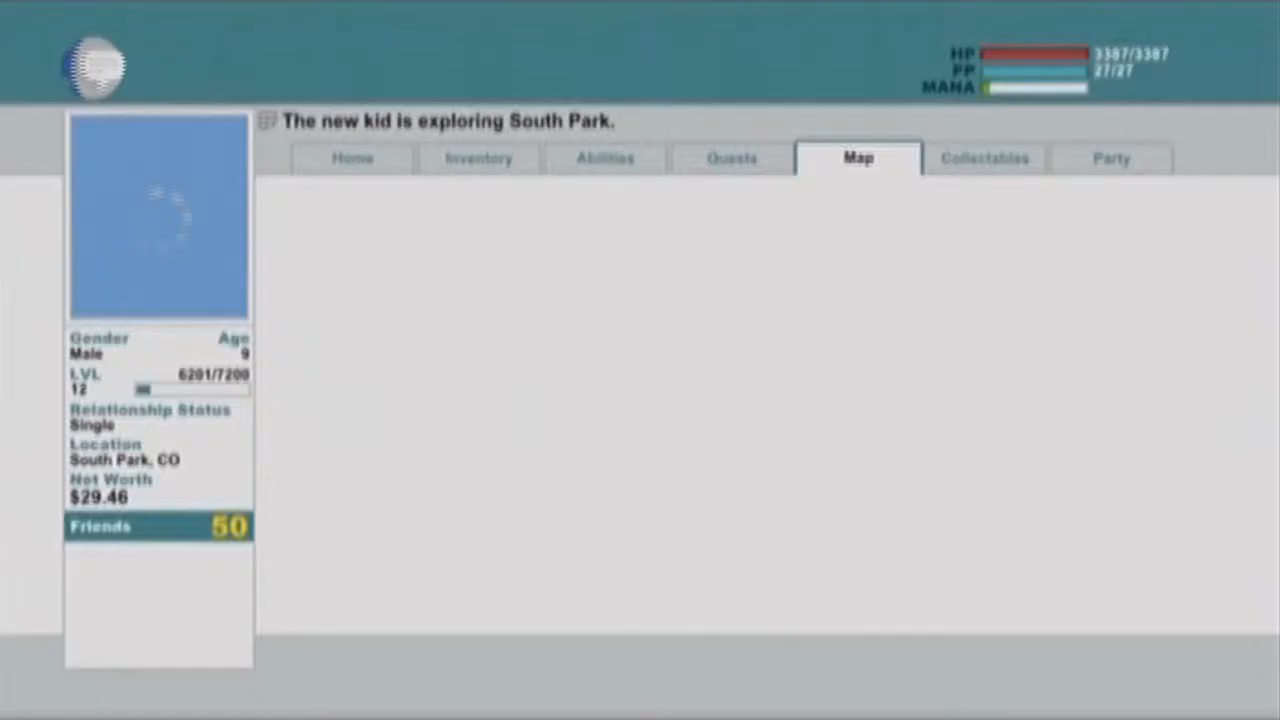 HP 3387/3387
PP 27/27
MANA
The new kid is exploring South Park.
Home Inventory Abilities Quests Map Collectables Party
Gender Age
Male 9
LVL 6201/7200
12
Relationship Status
Single
Location
South Park, CO
Net Worth
$29.46
Friends 50